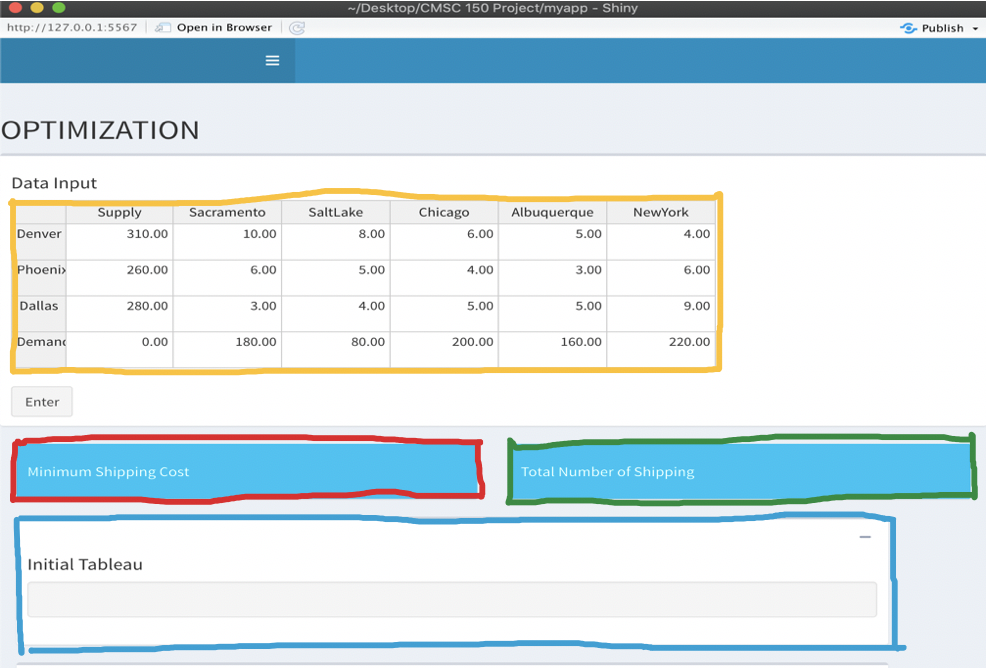 ~/Desktop/CMSC 150 Project/myapp - Shiny
http://127.0.0.1:5567 Open in Browser Publish
OPTIMIZATION
Data Input
Supply Sacramento SaltLake Chicago Albuquerque NewYork
Denver 310.00 10.00 8.00 6.00 5.00 4.00
Phoenix 260.00 6.00 5.00 4.00 3.00 6.00
Dallas 280.00 3.00 4.00 5.00 5.00 9.00
Demand 0.00 180.00 80.00 200.00 160.00 220.00
Enter
Minimum Shipping Cost Total Number of Shipping
Initial Tableau